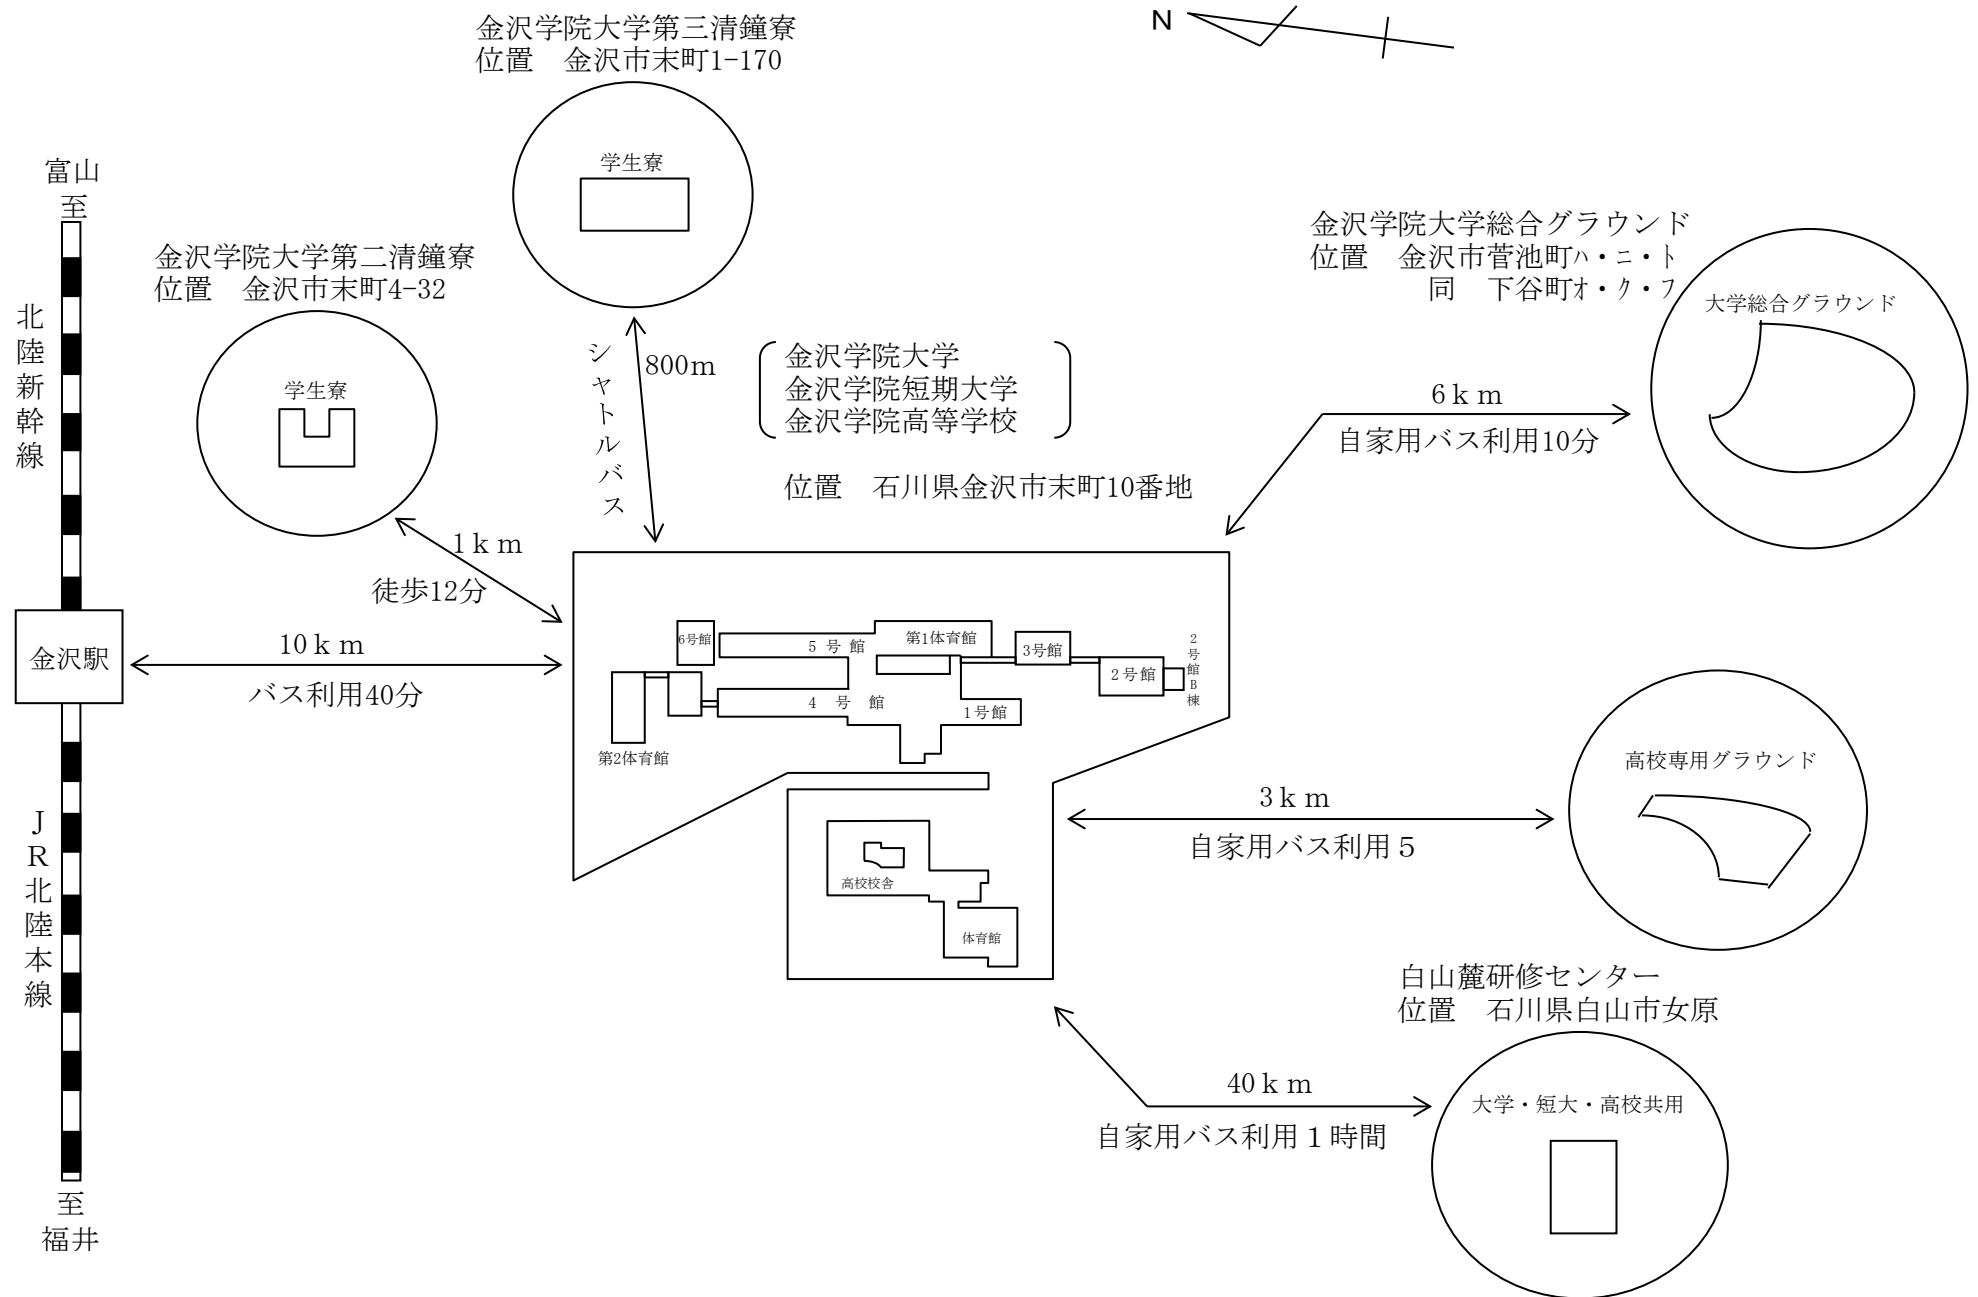 N
金沢学院大学第三清鐘寮
位置　金沢市末町1-170
学生寮
富山
至
北陸新幹線
金沢学院大学第二清鐘寮
位置　金沢市末町4-32
学生寮
シャトルバス
800m
金沢学院大学
金沢学院短期大学
金沢学院高等学校
位置　石川県金沢市末町10番地
金沢学院大学総合グラウンド
位置　金沢市菅池町ﾊ・ニ・ﾄ
同　下谷町ｵ・ｸ・フ
大学総合グラウンド
6ｋｍ
自家用バス利用10分
1ｋｍ
徒歩12分
金沢駅
10ｋｍ
バス利用40分
6号館
5号館
第1体育館
3号館
2号館
2号館B棟
4号館
1号館
第2体育館
高校専用グラウンド
3ｋｍ
自家用バス利用５
高校校舎
体育館
JR北陸本線
白山麓研修センター
位置　石川県白山市女原
大学・短大・高校共用
40ｋｍ
自家用バス利用１時間
至
福井